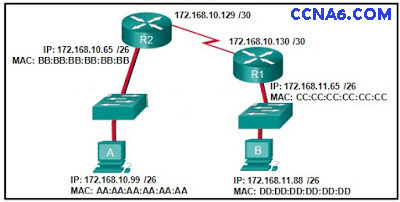 CCNA6.COM
172.168.10.129 /30
R2
IP: 172.168.10.65 /26
MAC: BB:BB:BB:BB:BB:BB
172.168.10.130 /30
R1
IP: 172.168.11.65 /26
MAC: CC:CC:CC:CC:CC:CC
A
B
IP: 172.168.10.99 /26
MAC: AA:AA:AA:AA:AA:AA
IP: 172.168.11.88 /26
MAC: DD:DD:DD:DD:DD:DD